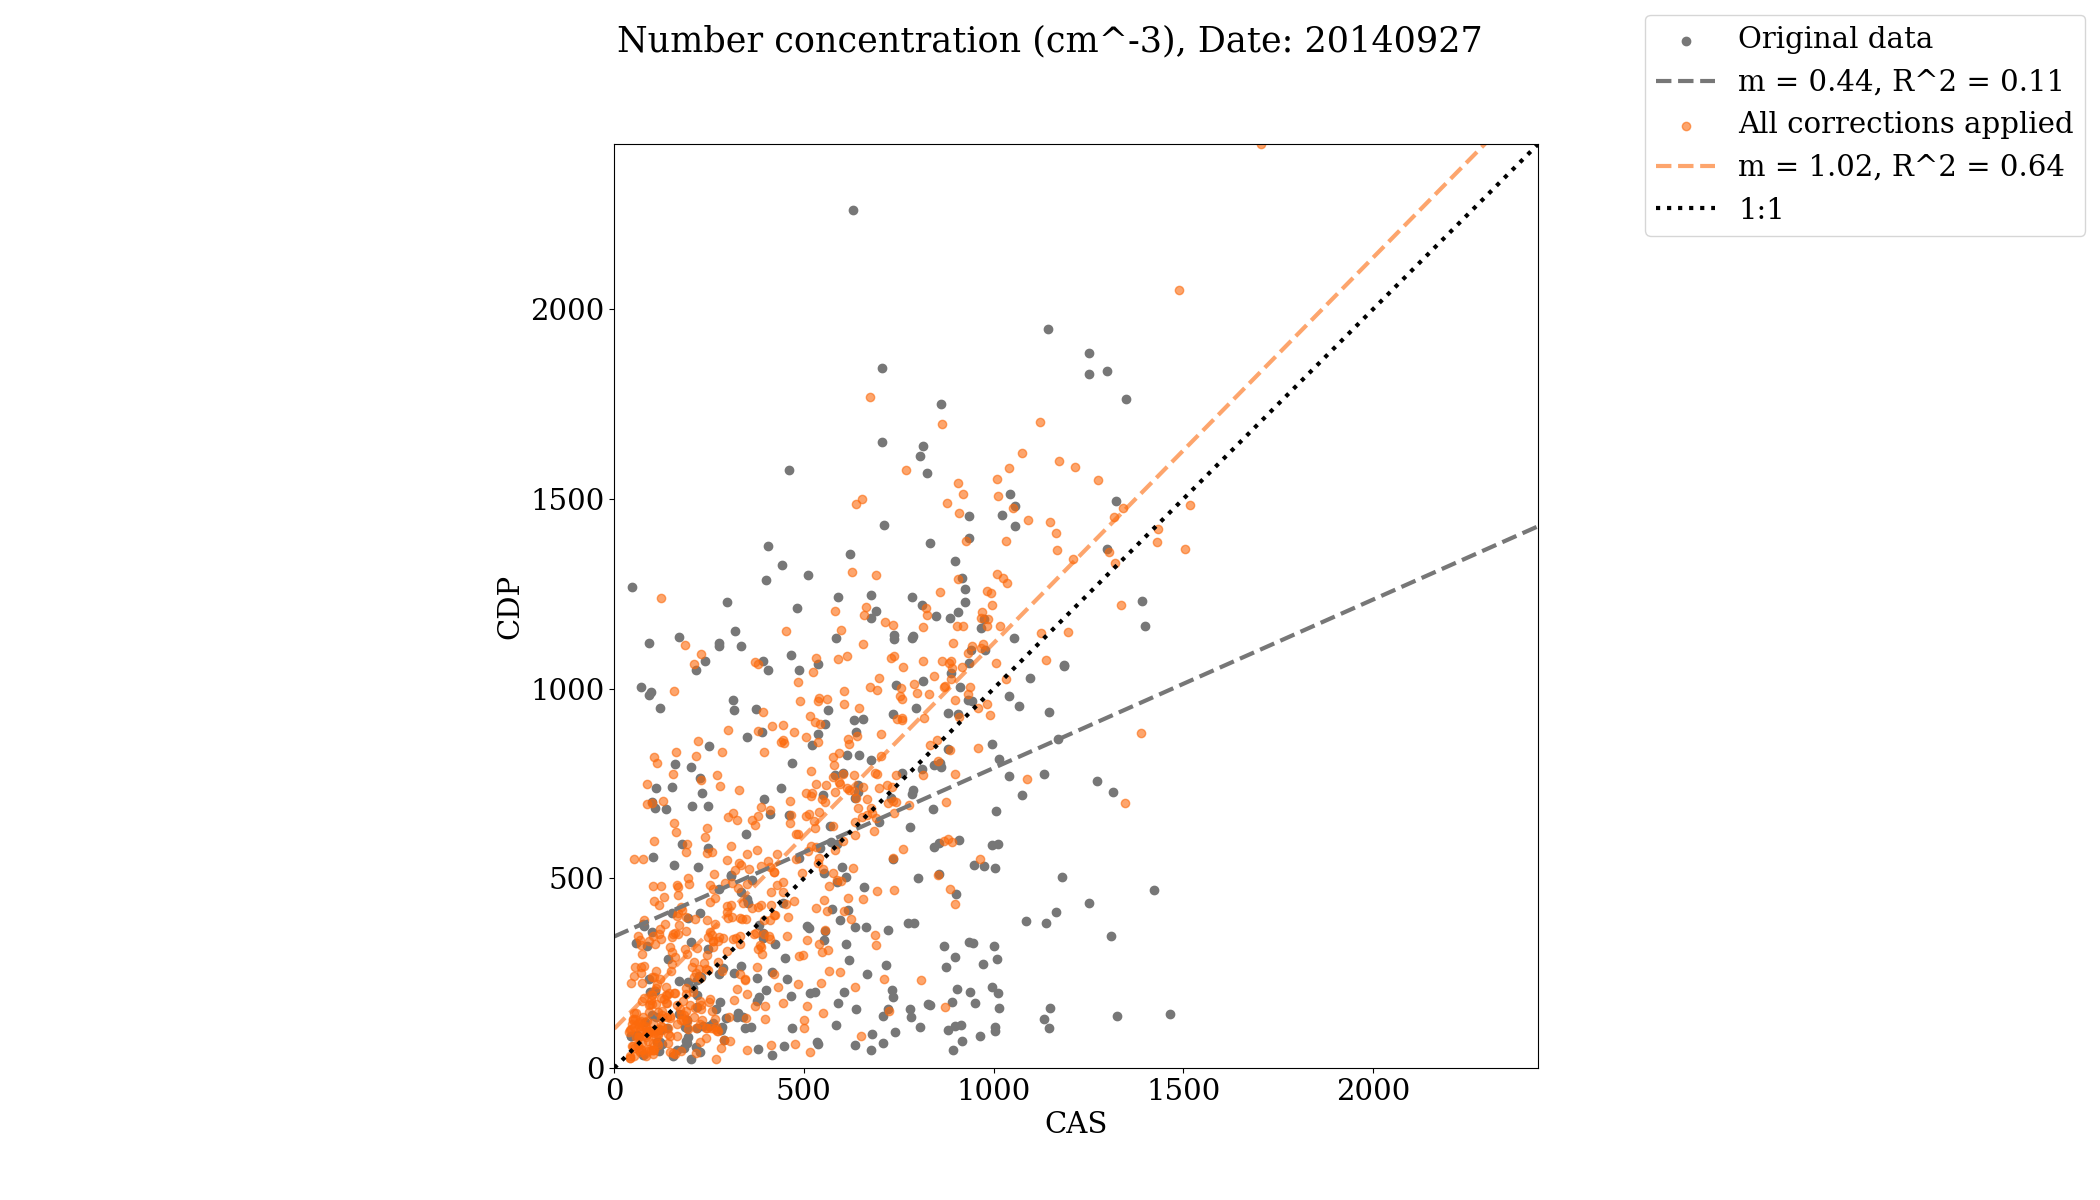 Number concentration (cm^-3), Date: 20140927
Original data
m = 0.44, R^2 = 0.11
All corrections applied
m = 1.02, R^2 = 0.64
1:1
2000
1500
1000
500
0
CDP
0 500 1000 1500 2000
CAS